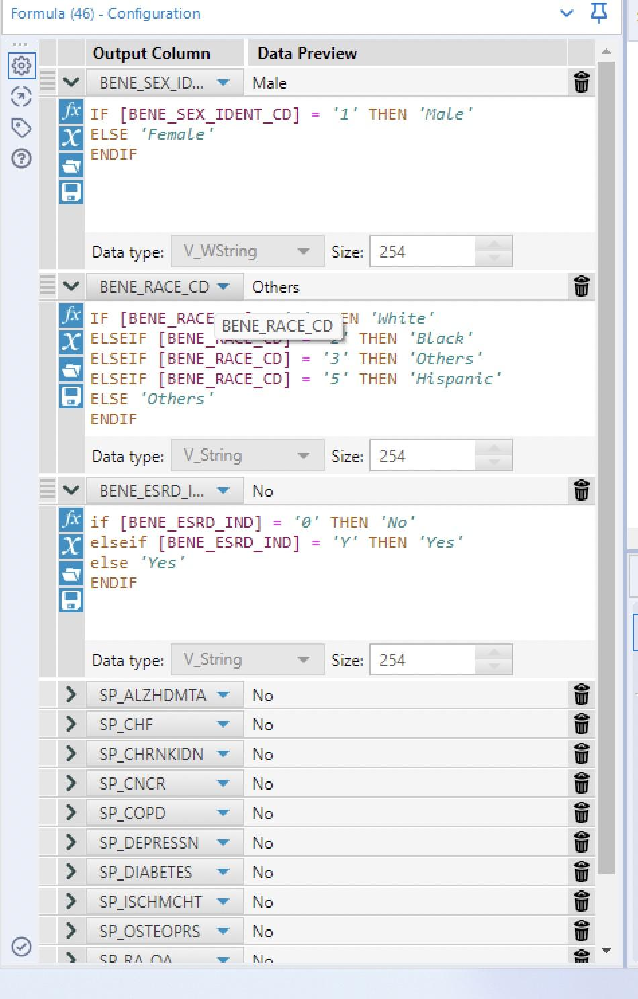 Formula (46) - Configuration
Output Column Data Preview
BENE_SEX_ID... Male
IF [BENE_SEX_IDENT_CD] = '1' THEN 'Male'
ELSE 'Female'
ENDIF
Data type: V_WString Size: 254
BENE_RACE_CD Others
IF [BENE_RACE EN 'White'
BENE_RACE_CD
ELSEIF [BENE_RACE_CD] = '2' THEN 'Black'
ELSEIF [BENE_RACE_CD] = '3' THEN 'Others'
ELSEIF [BENE_RACE_CD] = '5' THEN 'Hispanic'
ELSE 'Others'
ENDIF
Data type: V_String Size: 254
BENE_ESRD_I... No
if [BENE_ESRD_IND] = '0' THEN 'No'
elseif [BENE_ESRD_IND] = 'Y' THEN 'Yes'
else 'Yes'
ENDIF
Data type: V_String Size: 254
SP_ALZHDMTA No
SP_CHF No
SP_CHRNKIDN No
SP_CNCR No
SP_COPD No
SP_DEPRESSN No
SP_DIABETES No
SP_ISCHMCHT No
SP_OSTEOPRS No
SP_RA_OA No